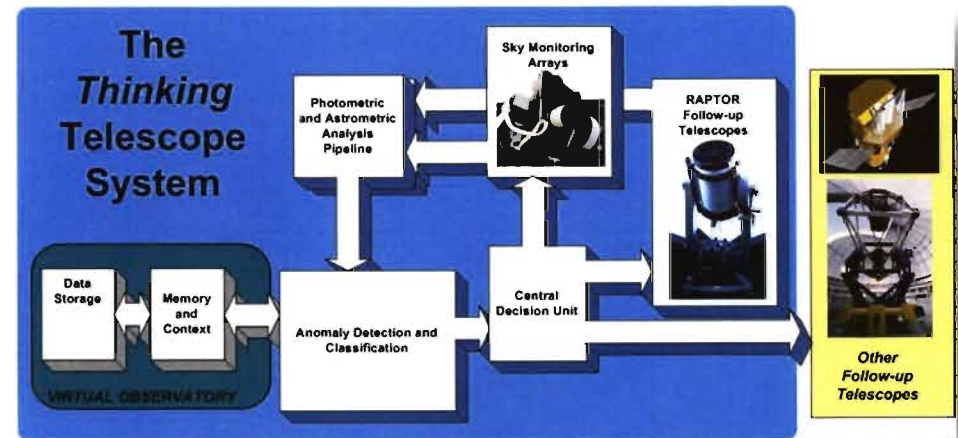 The
Thinking
Telescope
System
Sky Monitoring
Arrays
Photometric
and Astrometric
Analysis
Pipeline
RAPTOR
Follow-up
Telescopes
Data
Storage
Memory
and
Context
Anomaly Detection and
Classification
Central
Decision Unit
VIRTUAL OBSERVATORY
Other
Follow-up
Telescopes